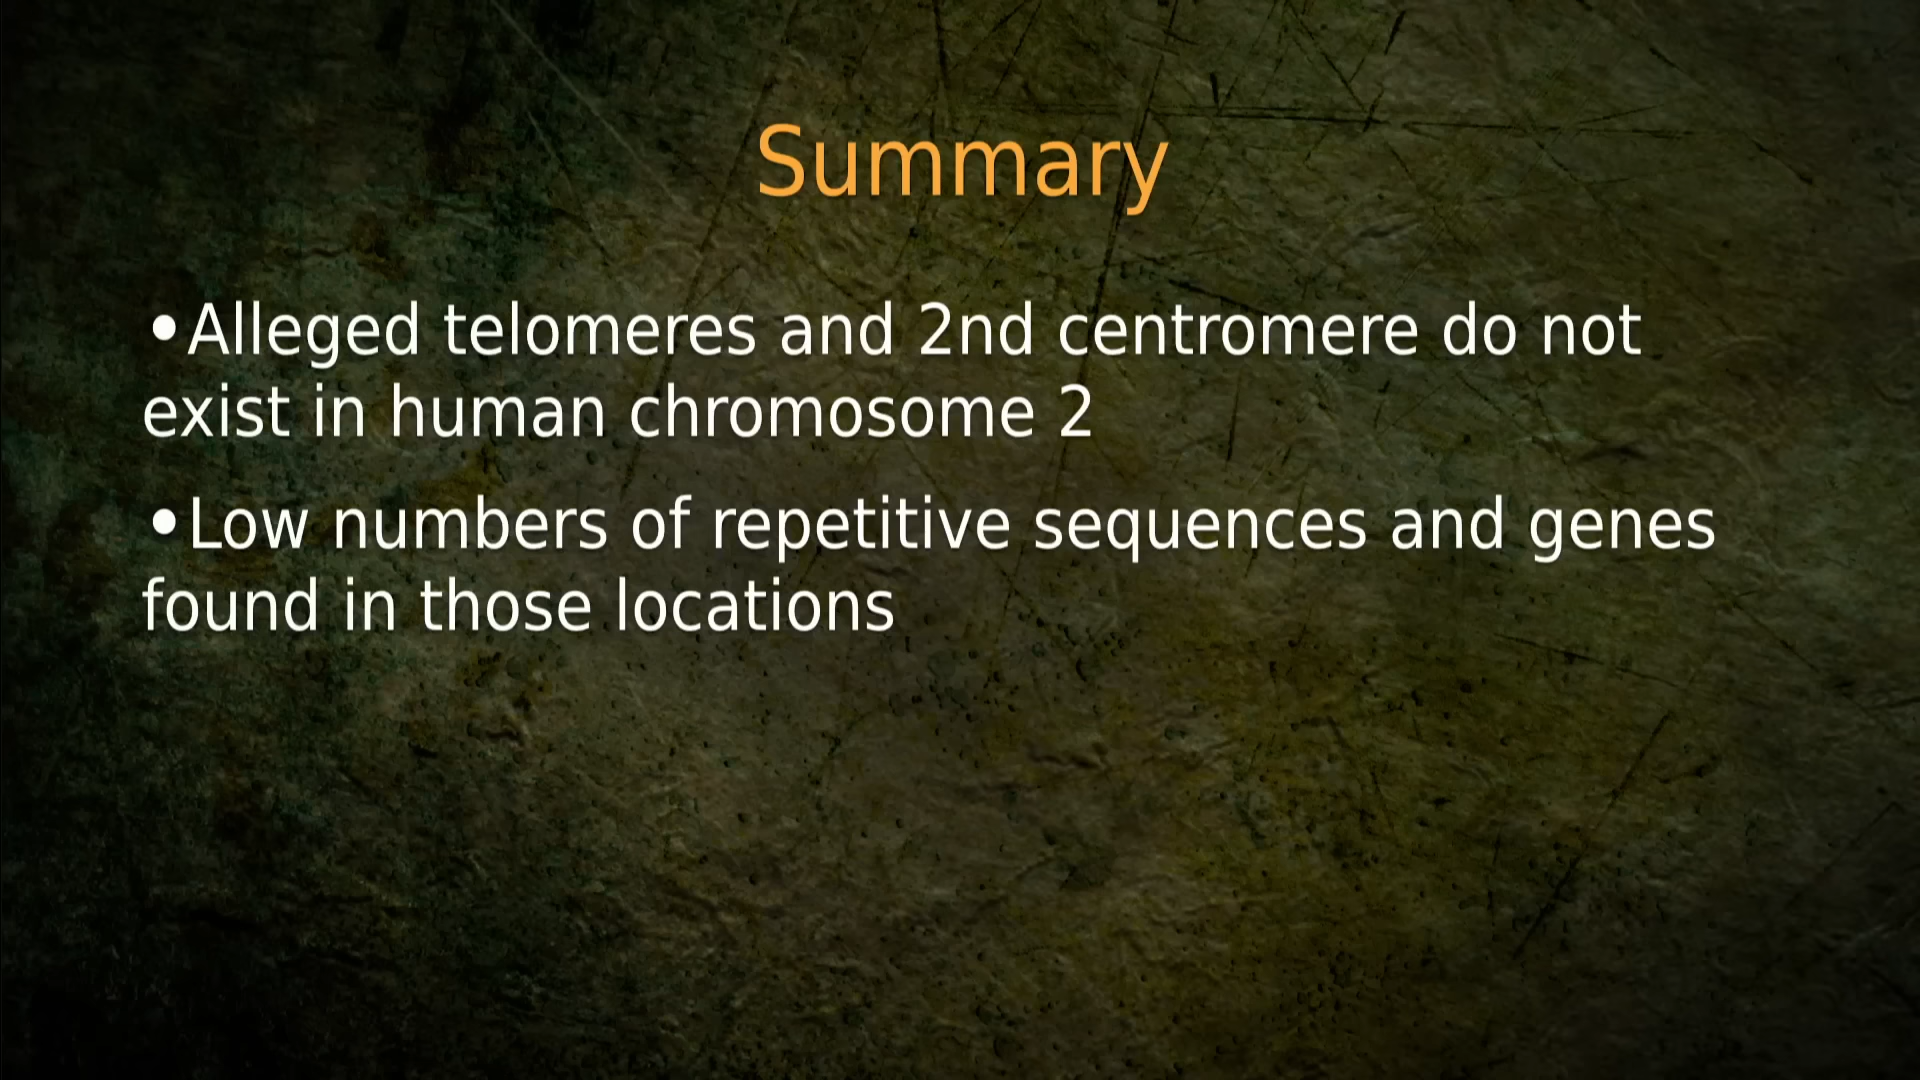 Summary
•Alleged telomeres and 2nd centromere do not
exist in human chromosome 2
•Low numbers of repetitive sequences and genes
found in those locations